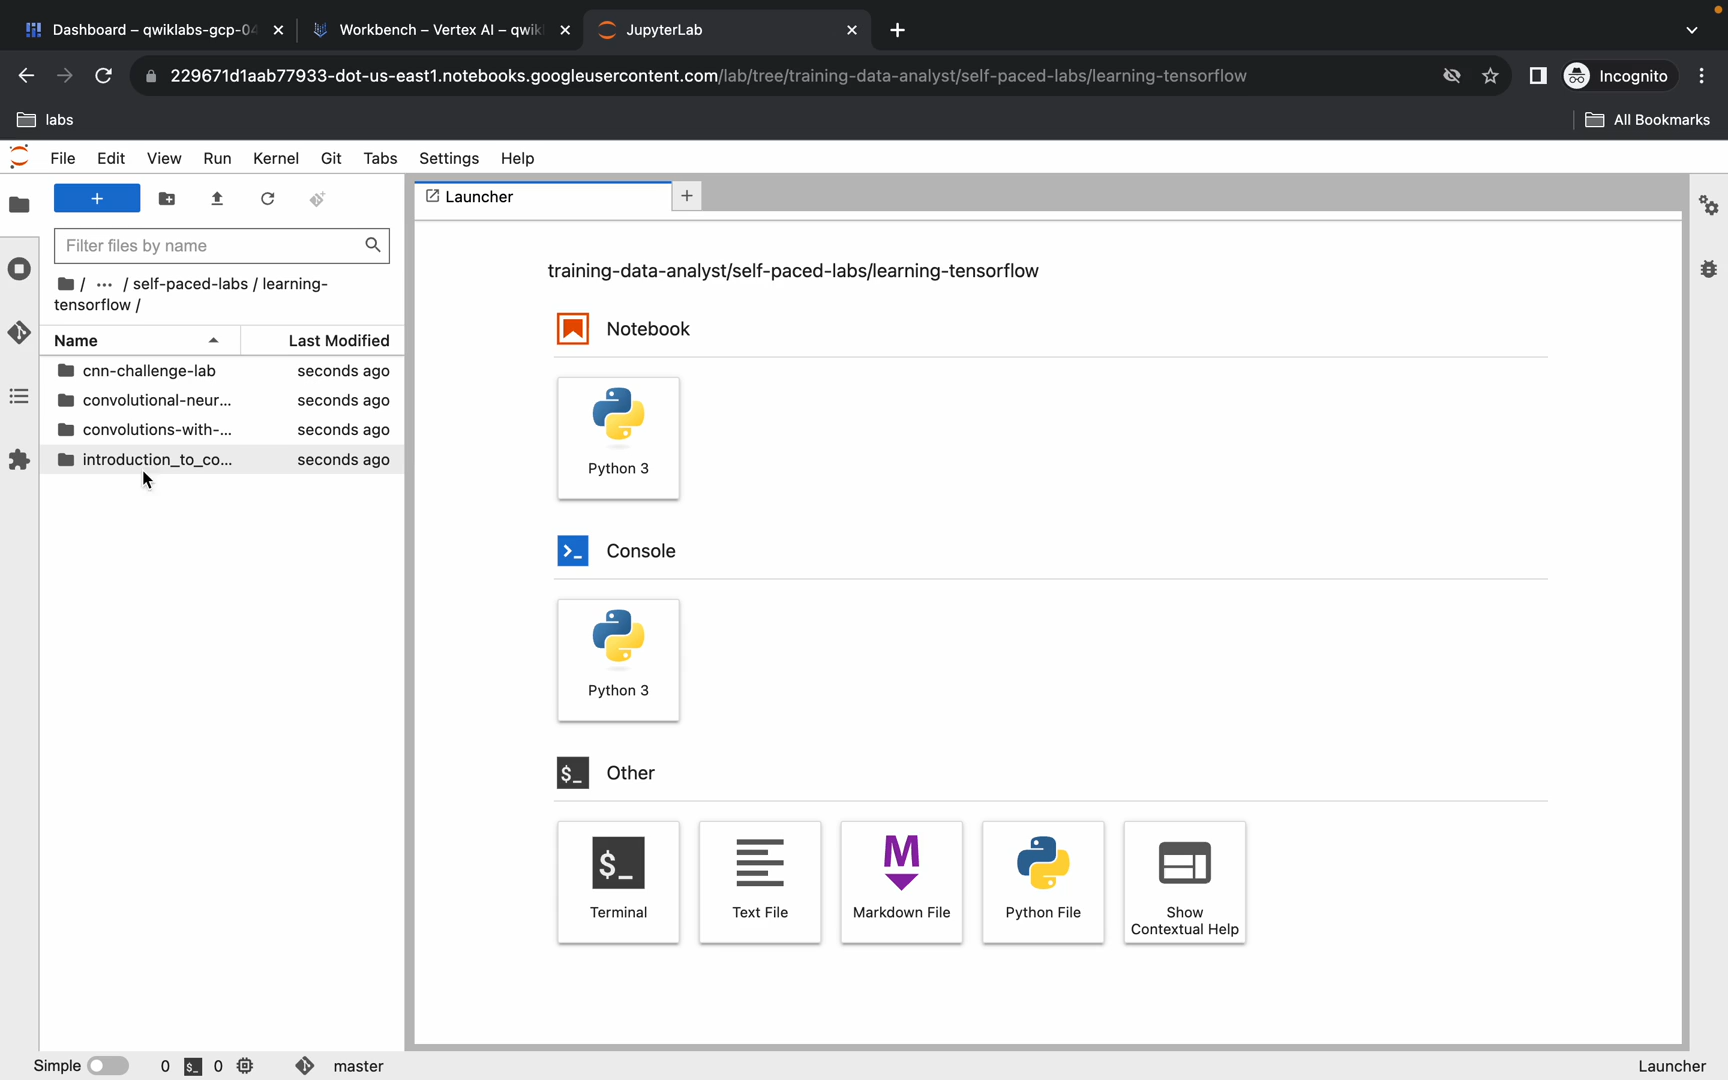 Dashboard – qwiklabs-gcp-04
Workbench – Vertex AI – qwik
JupyterLab
229671d1aab77933-dot-us-east1.notebooks.googleusercontent.com/lab/tree/training-data-analyst/self-paced-labs/learning-tensorflow
Incognito
labs
All Bookmarks
File Edit View Run Kernel Git Tabs Settings Help
+
Launcher
+
Filter files by name
/ ··· / self-paced-labs / learning-
tensorflow /
Name Last Modified
cnn-challenge-lab seconds ago
convolutional-neur... seconds ago
convolutions-with-... seconds ago
introduction_to_co... seconds ago
training-data-analyst/self-paced-labs/learning-tensorflow
Notebook
Python 3
Console
Python 3
$_ Other
$_
Terminal
Text File
M
Markdown File
Python File
Show
Contextual Help
Simple 0 $_ 0 master Launcher